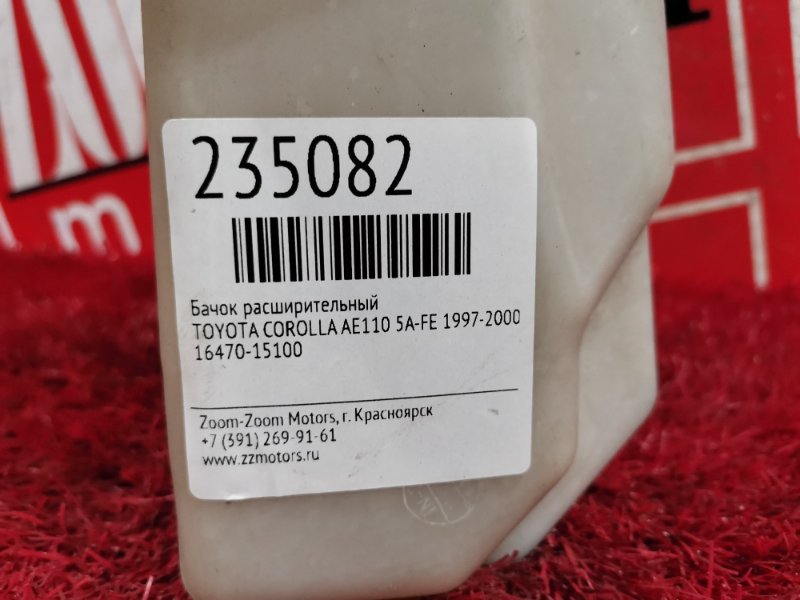 235082
Бачок расширительный
TOYOTA COROLLA AE110 5A-FE 1997-2000
16470-15100
Zoom-Zoom Motors, г. Красноярск
+7 (391) 269-91-61
www.zzmotors.ru